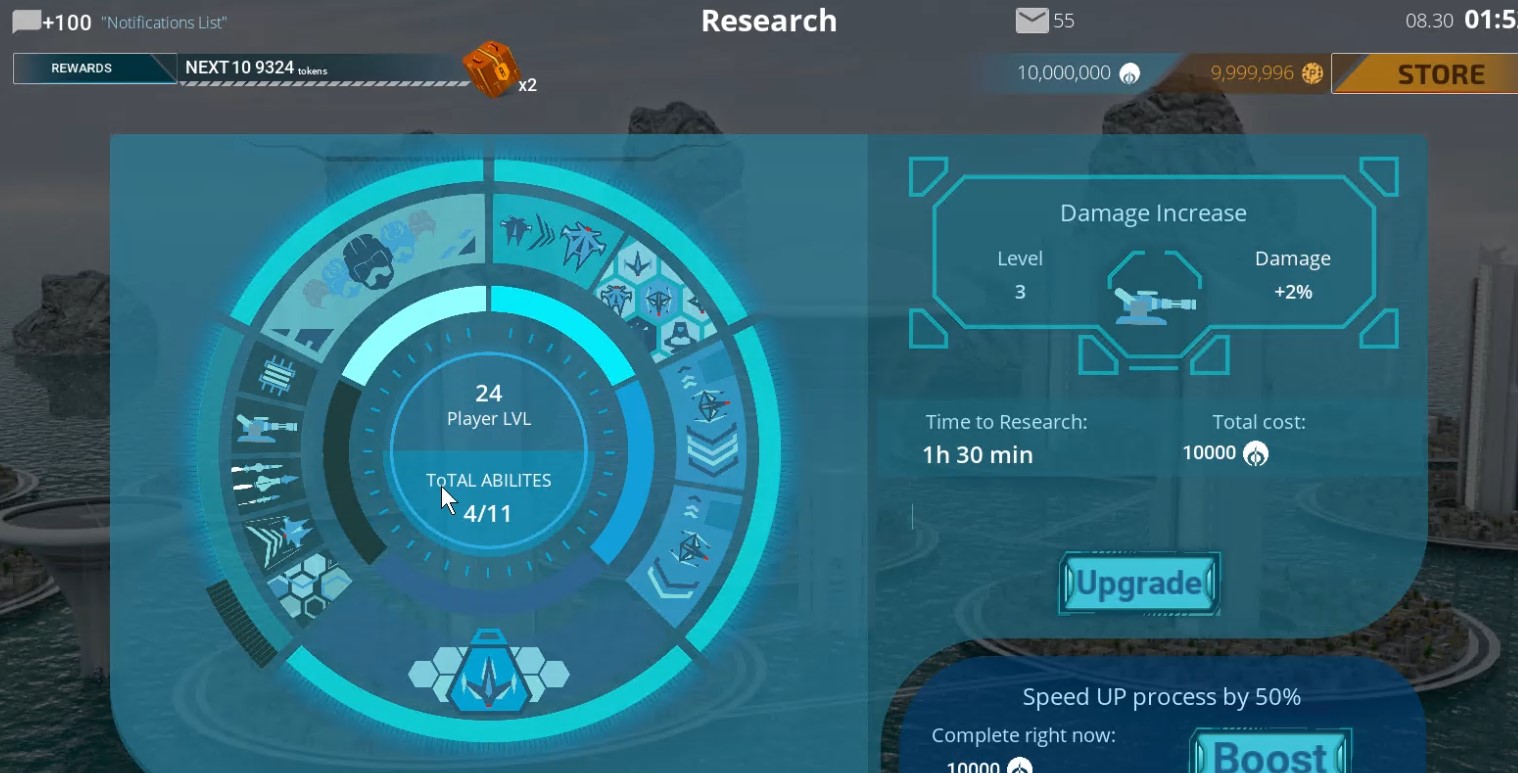 +100 "Notifications List"
Research
55
08.30 01:5
REWARDS
NEXT 10 9324 tokens
x2
10,000,000
9,999,996
STORE
24
Player LVL
ToTAL ABILITES
4/11
Damage Increase
Level
3
Damage
+2%
Time to Research:
1h 30 min
Total cost:
10000
Upgrade
Speed UP process by 50%
Complete right now:
10000
Boost